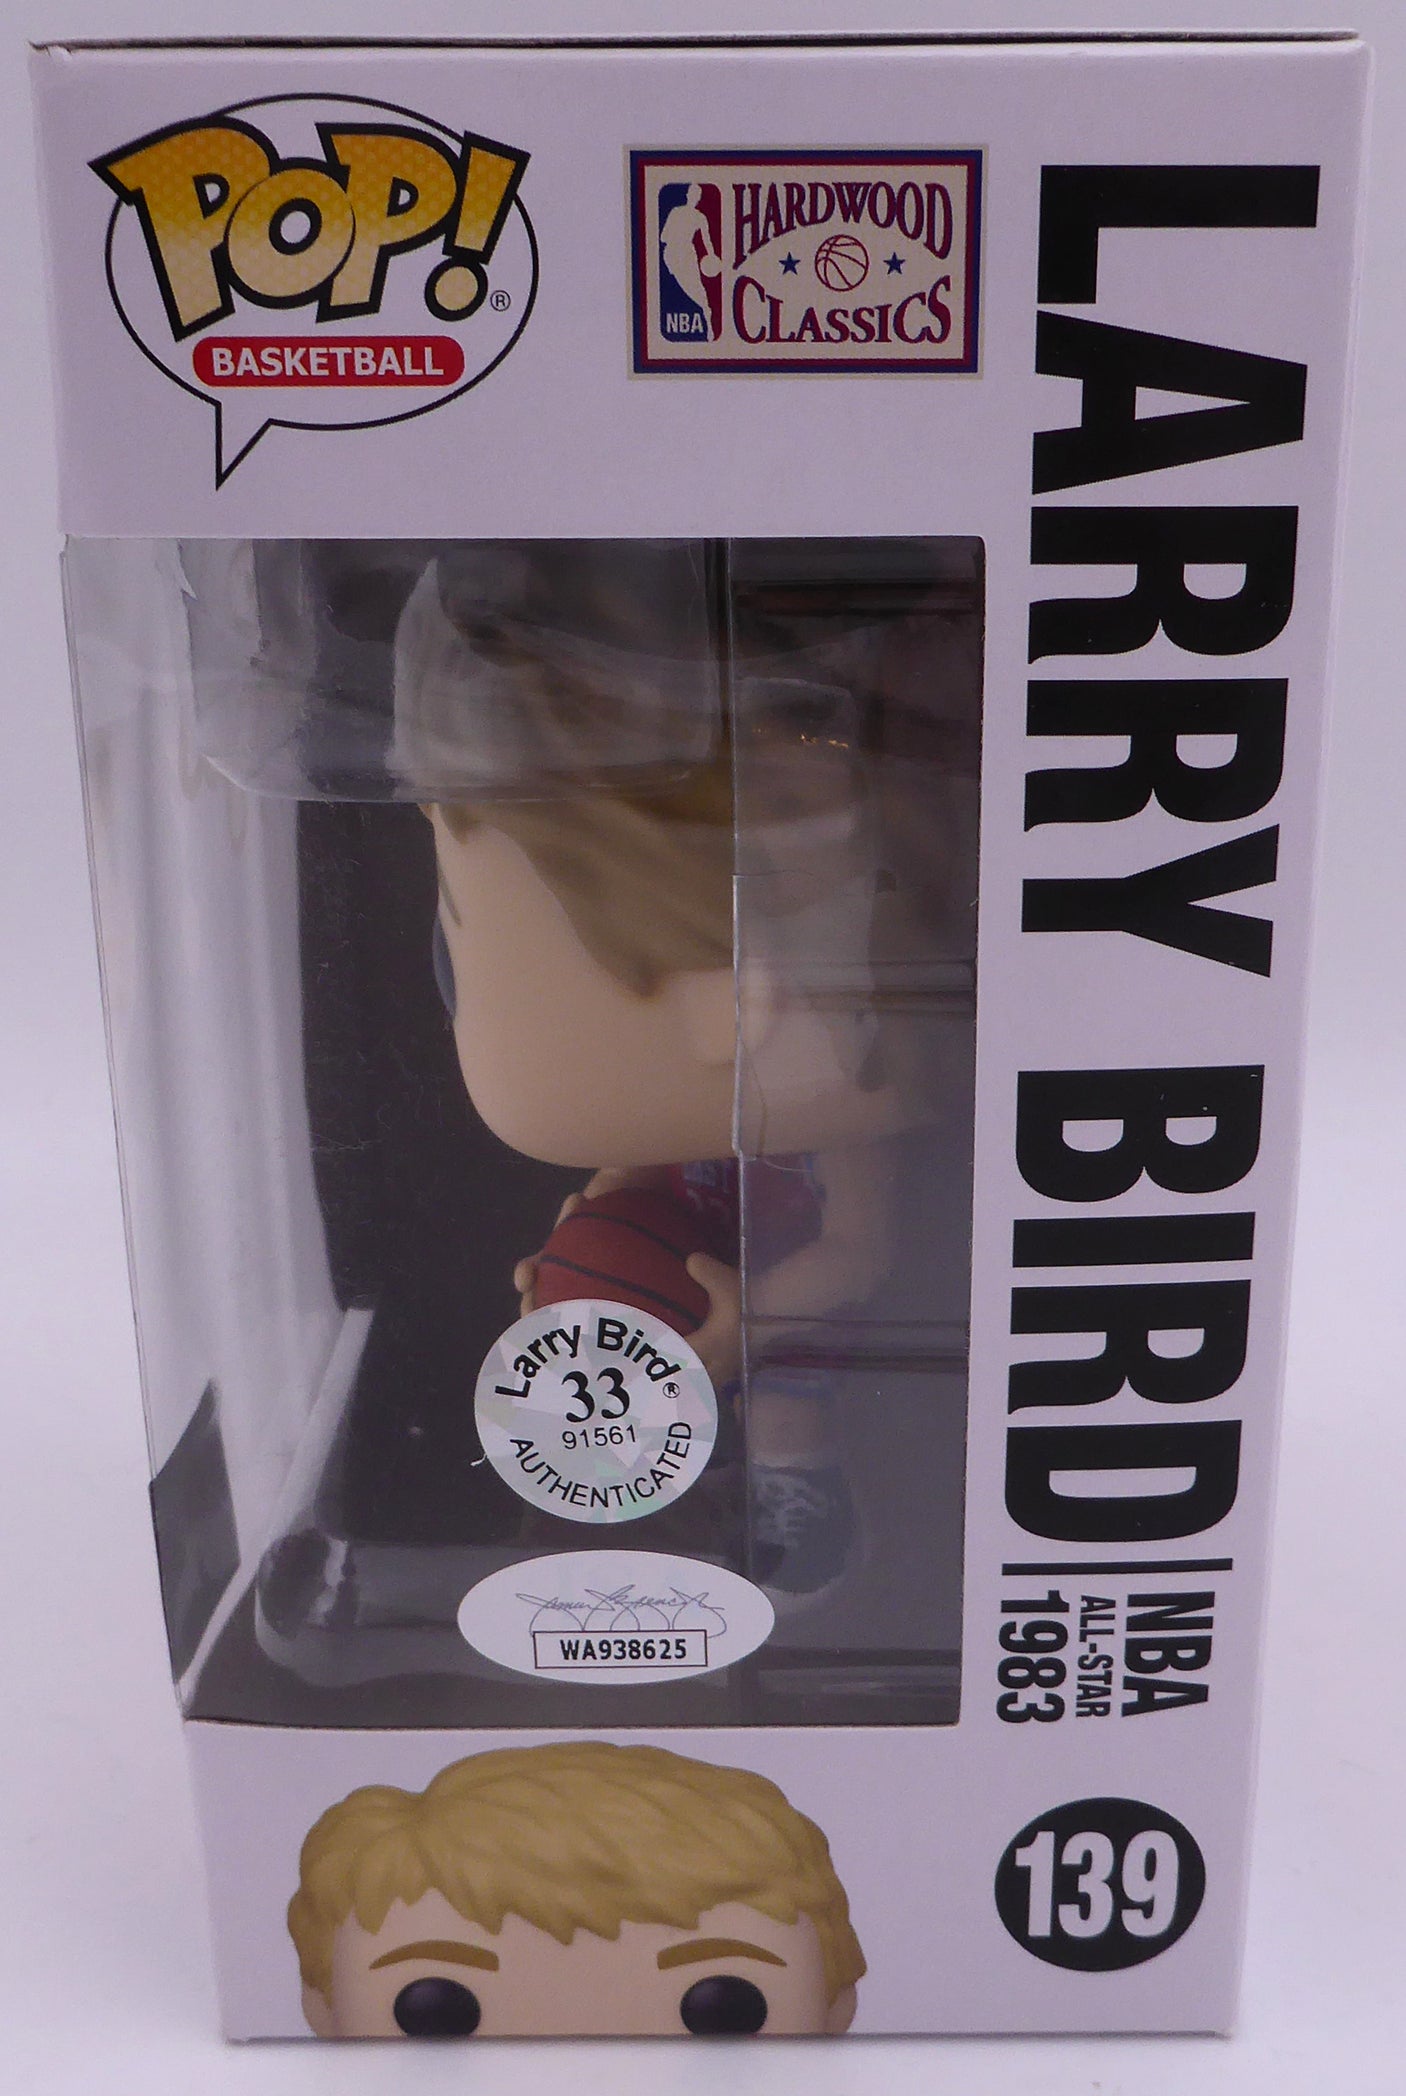 POP!®
BASKETBALL
HARDWOOD
CLASSICS
NBA
LARRY BIRD
NBA
ALL-STAR
1983
Larry Bird®
33
91561
AUTHENTICATED
WA938625
139